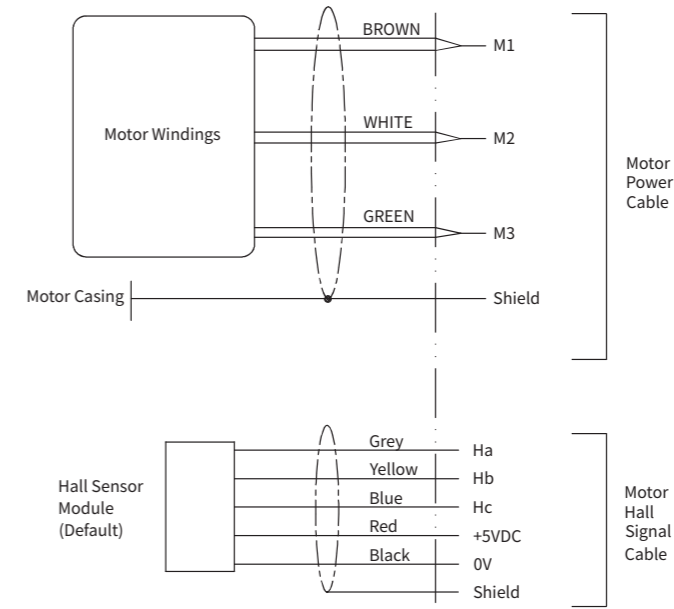 BROWN
M1
Motor Windings
WHITE
M2
GREEN
M3
Motor
Power
Cable
Motor Casing
Shield
Hall Sensor
Module
(Default)
Grey
Ha
Yellow
Hb
Blue
Hc
Red
+5VDC
Black
0V
Shield
Motor
Hall
Signal
Cable